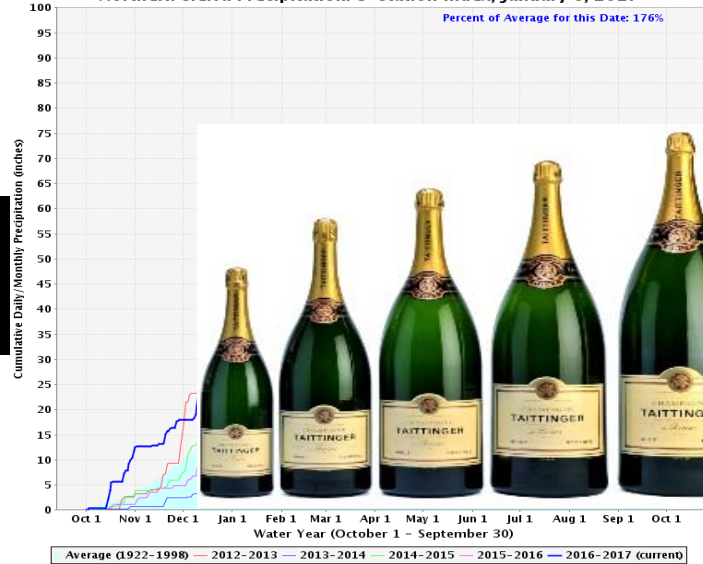 Percent of Average for this Date: 176%
Cumulative Daily/Monthly Precipitation (inches)
100
95
90
85
80
75
70
65
60
55
50
45
40
35
30
25
20
15
10
5
0
TAITTINGER
TAITTINGER
TAITTINGER
TAITTINGER
TAITTINGER
TAITTINGER
TAITTINGER
TAITTINGER
CHAMPAGN
TAITTING
Oct 1 Nov 1 Dec 1 Jan 1 Feb 1 Mar 1 Apr 1 May 1 Jun 1 Jul 1 Aug 1 Sep 1 Oct 1
Water Year (October 1 - September 30)
Average (1922-1998) 2012-2013 2013-2014 2014-2015 2015-2016 2016-2017 (current)